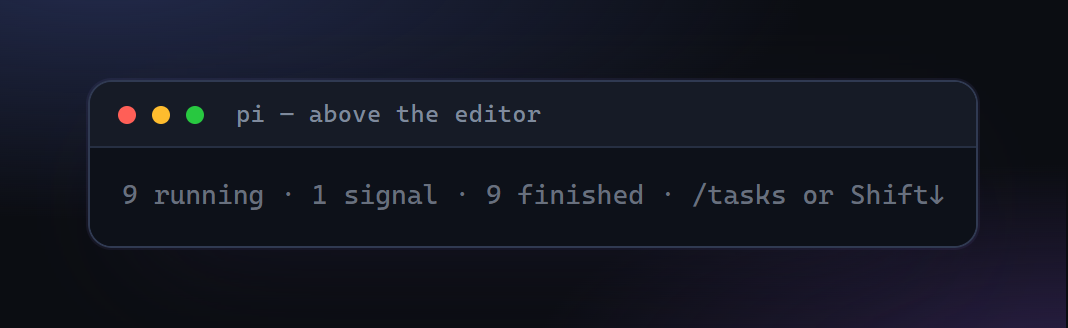 pi — above the editor
9 running · 1 signal · 9 finished · /tasks or Shift↓